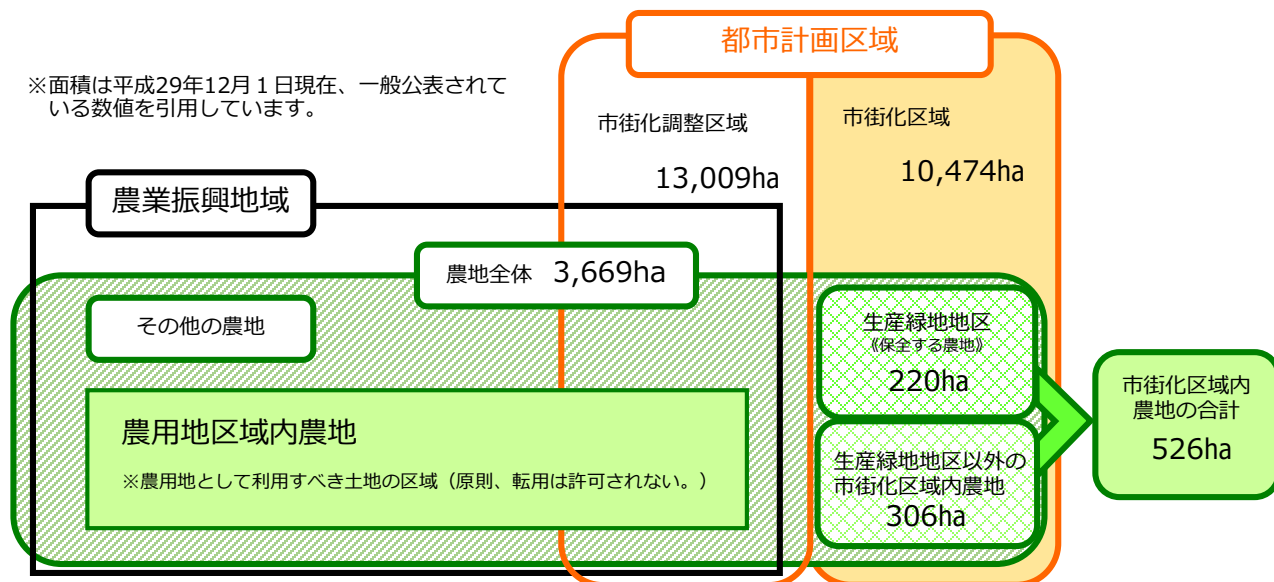 都市計画区域
※面積は平成29年12月１日現在、一般公表されて
いる数値を引用しています。
市街化調整区域
13,009ha
市街化区域
10,474ha
農業振興地域
農地全体 3,669ha
その他の農地
生産緑地地区
《保全する農地》
220ha
農用地区域内農地
※農用地として利用すべき土地の区域（原則、転用は許可されない。）
生産緑地地区以外の
市街化区域内農地
306ha
市街化区域内
農地の合計
526ha